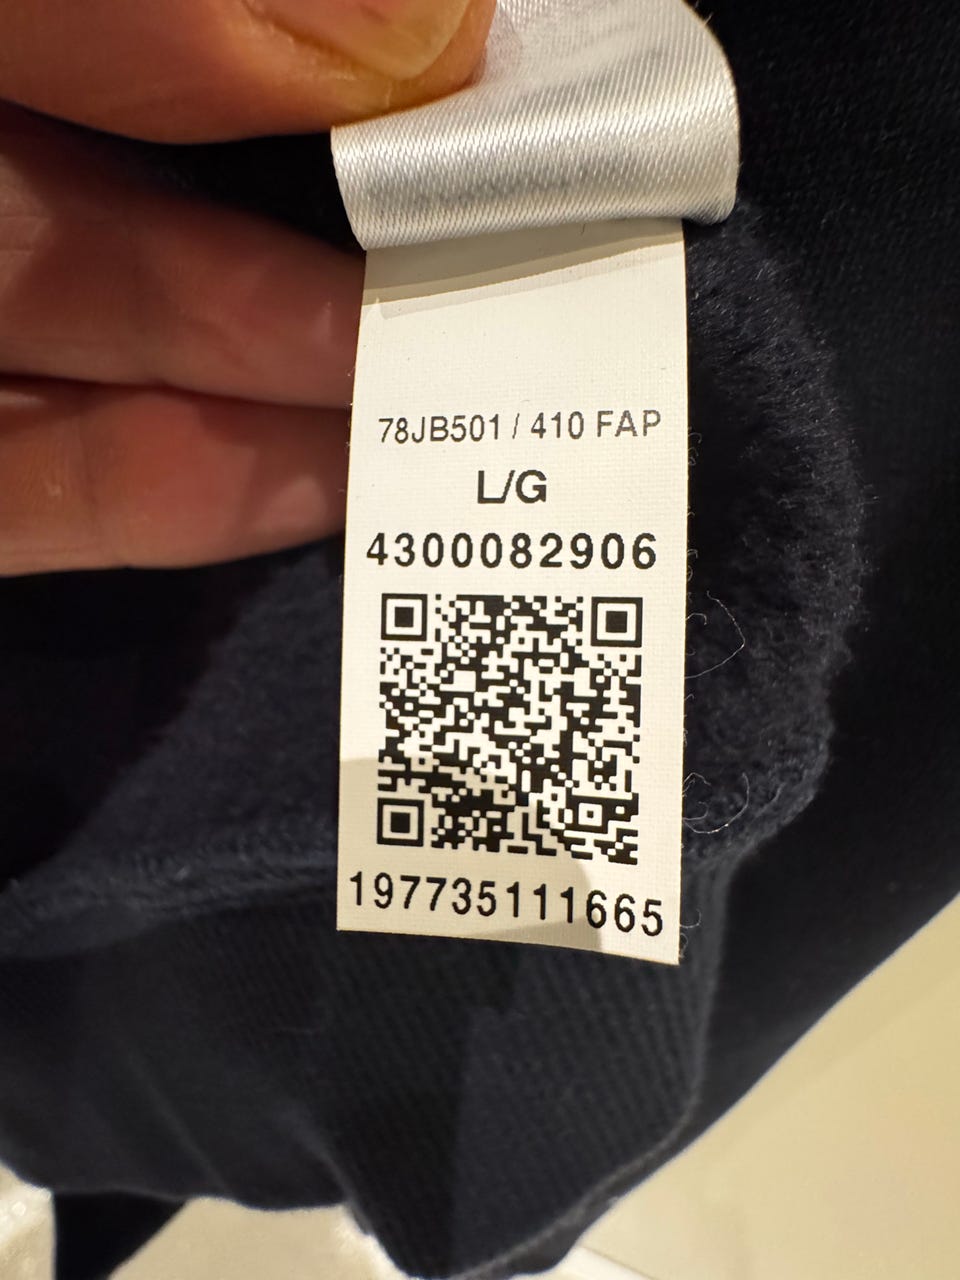 78JB501 / 410 FAP
L/G
4300082906
197735111665